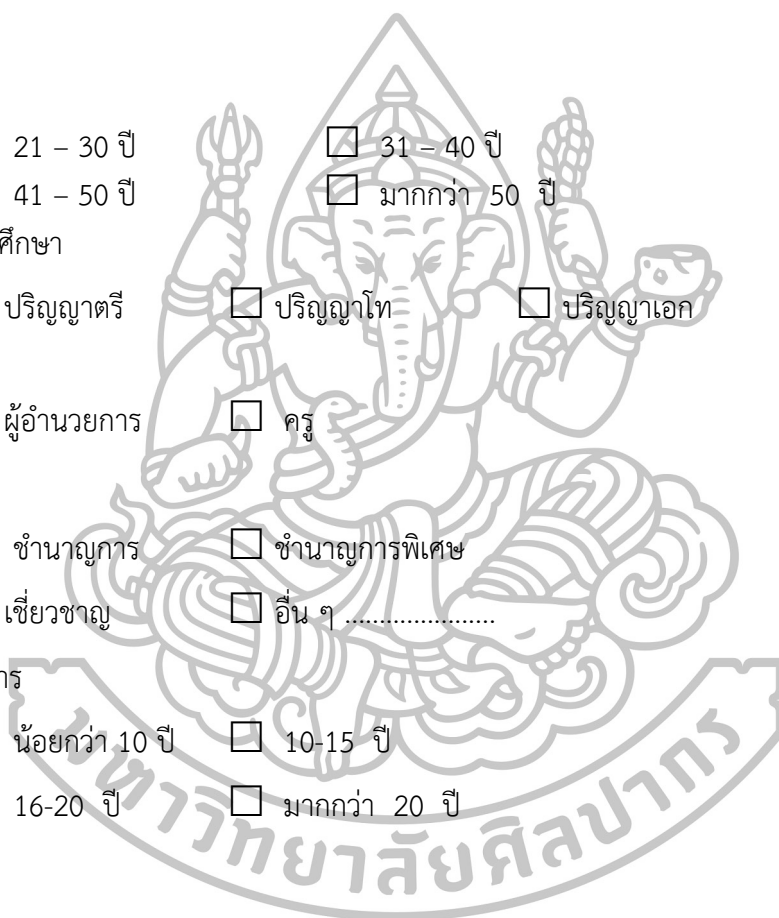 21 – 30 ปี ☐ 31 – 40 ปี
41 – 50 ปี ☐ มากกว่า 50 ปี
ศึกษา
ปริญญาตรี ☐ ปริญญาโท ☐ ปริญญาเอก
ผู้อำนวยการ ☐ ครู
ชำนาญการ ☐ ชำนาญการพิเศษ
เชี่ยวชาญ ☐ อื่น ๆ ......................
าร
น้อยกว่า 10 ปี ☐ 10-15 ปี
16-20 ปี ☐ มากกว่า 20 ปี
มหาวิทยาลัยศิลปากร